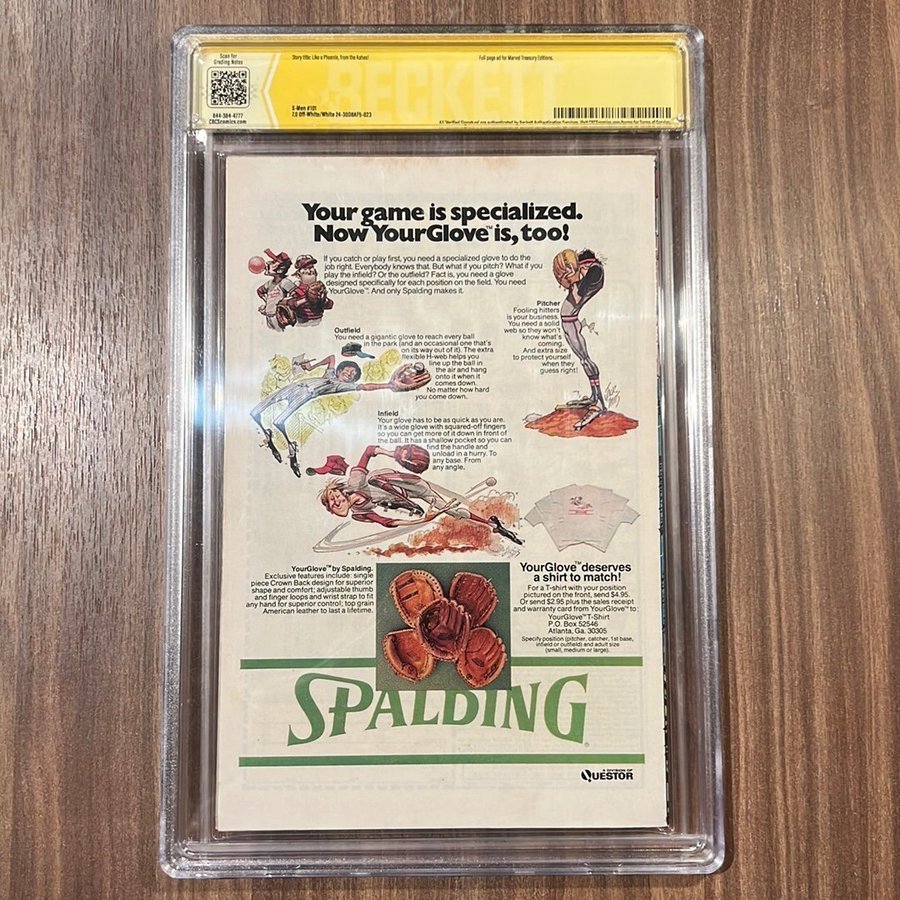 Scan for
Grading Notes
844-384-4777
CBCScomics.com
Story title: Like a Phoenix, from the Ashes!
Full page ad for Marvel Treasury Editions.
BECKETT
X-Men #101
7.0 Off-White/White 24-30D8AF5-023
Your game is specialized.
Now YourGlove™ is, too!
If you catch or play first, you need a specialized glove to do the
job right. Everybody knows that. But what if you pitch? What if you
play the infield? Or the outfield? Fact is, you need a glove
designed specifically for each position on the field. You need
YourGlove™. And only Spalding makes it.
Pitcher
Fooling hitters
is your business.
You need a solid
web so they won't
know what's
coming.
And extra size
to protect yourself
when they
guess right!
Outfield
You need a gigantic glove to reach every ball
in the park (and an occasional one that's
on its way out of it). The extra
flexible H-web helps you
line up the ball in
the air and hang
onto it when it
comes down.
No matter how hard
you come down.
Infield
Your glove has to be as quick as you are.
It's a wide glove with squared-off fingers
so you can get more of it down in front of
the ball. It has a shallow pocket so you can
find the handle and
unload in a hurry. To
any base. From
any angle.
YourGlove™ by Spalding.
Exclusive features include: single
piece Crown Back design for superior
shape and comfort; adjustable thumb
and finger loops and wrist strap to fit
any hand for superior control; top grain
American leather to last a lifetime.
YourGlove™ deserves
a shirt to match!
For a T-shirt with your position
pictured on the front, send $4.95.
Or send $2.95 plus the sales receipt
and warranty card from YourGlove™ to:
YourGlove™ T-Shirt
P.O. Box 52546
Atlanta, Ga. 30305
Specify position (pitcher, catcher, 1st base,
infield or outfield) and adult size
(small, medium or large).
SPALDING®
A DIVISION OF
QUESTOR